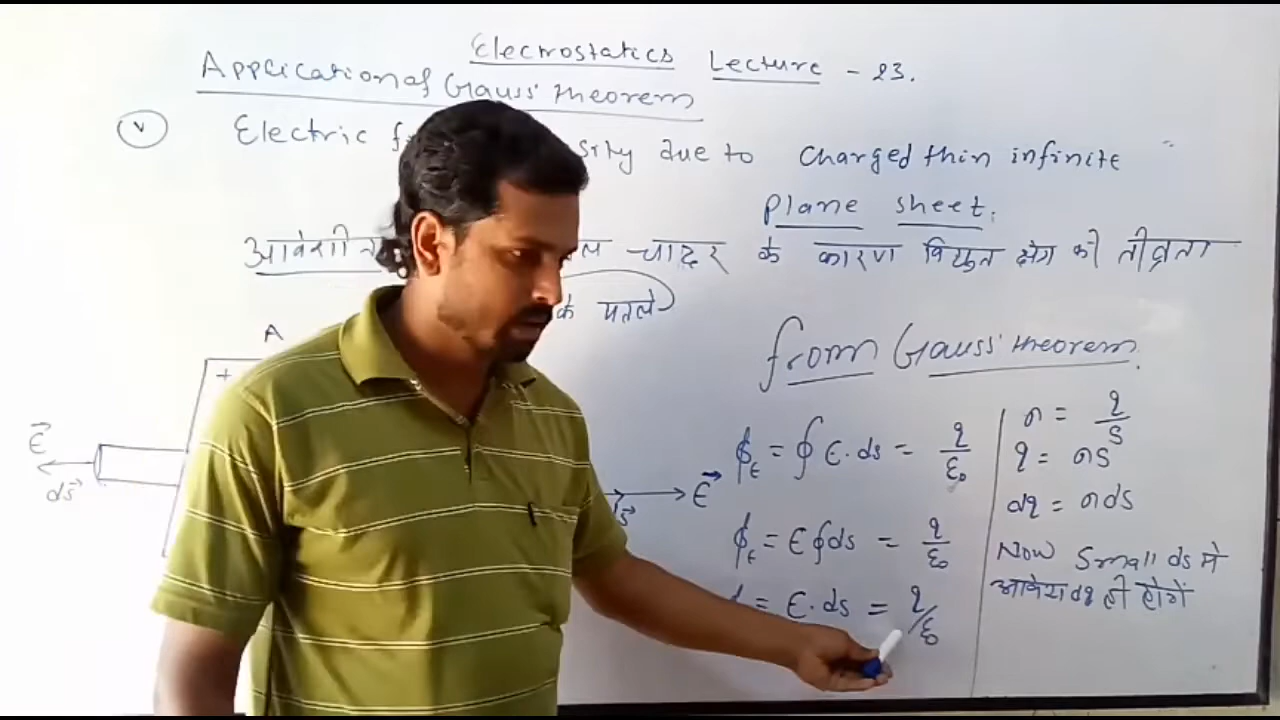 Electrostatics Lecture - 23.
Application of Gauss' theorem
V Electric sity due to charged thin infinite
plane sheet.
आवेशी चादर के कारण विद्युत क्षेत्र की तीव्रता
के पतले
A
+
E⃗
ds⃗
E⃗
from Gauss' theorem.
ϕ_E = ∮ E·ds = q/ε₀
ϕ_E = E∮ds = q/ε₀
= E·ds = q/ε₀
σ = q/S
q = σS
dq = σds
Now Small ds मे
आवेश dq ही होगें